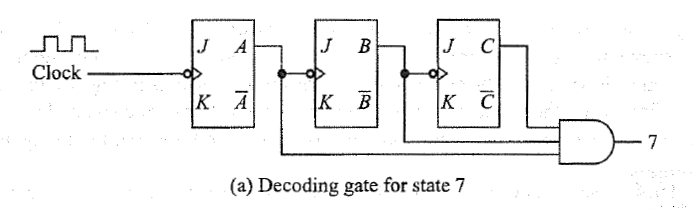 J A J B J C
Clock
K A̅ K B̅ K C̅
7
(a) Decoding gate for state 7